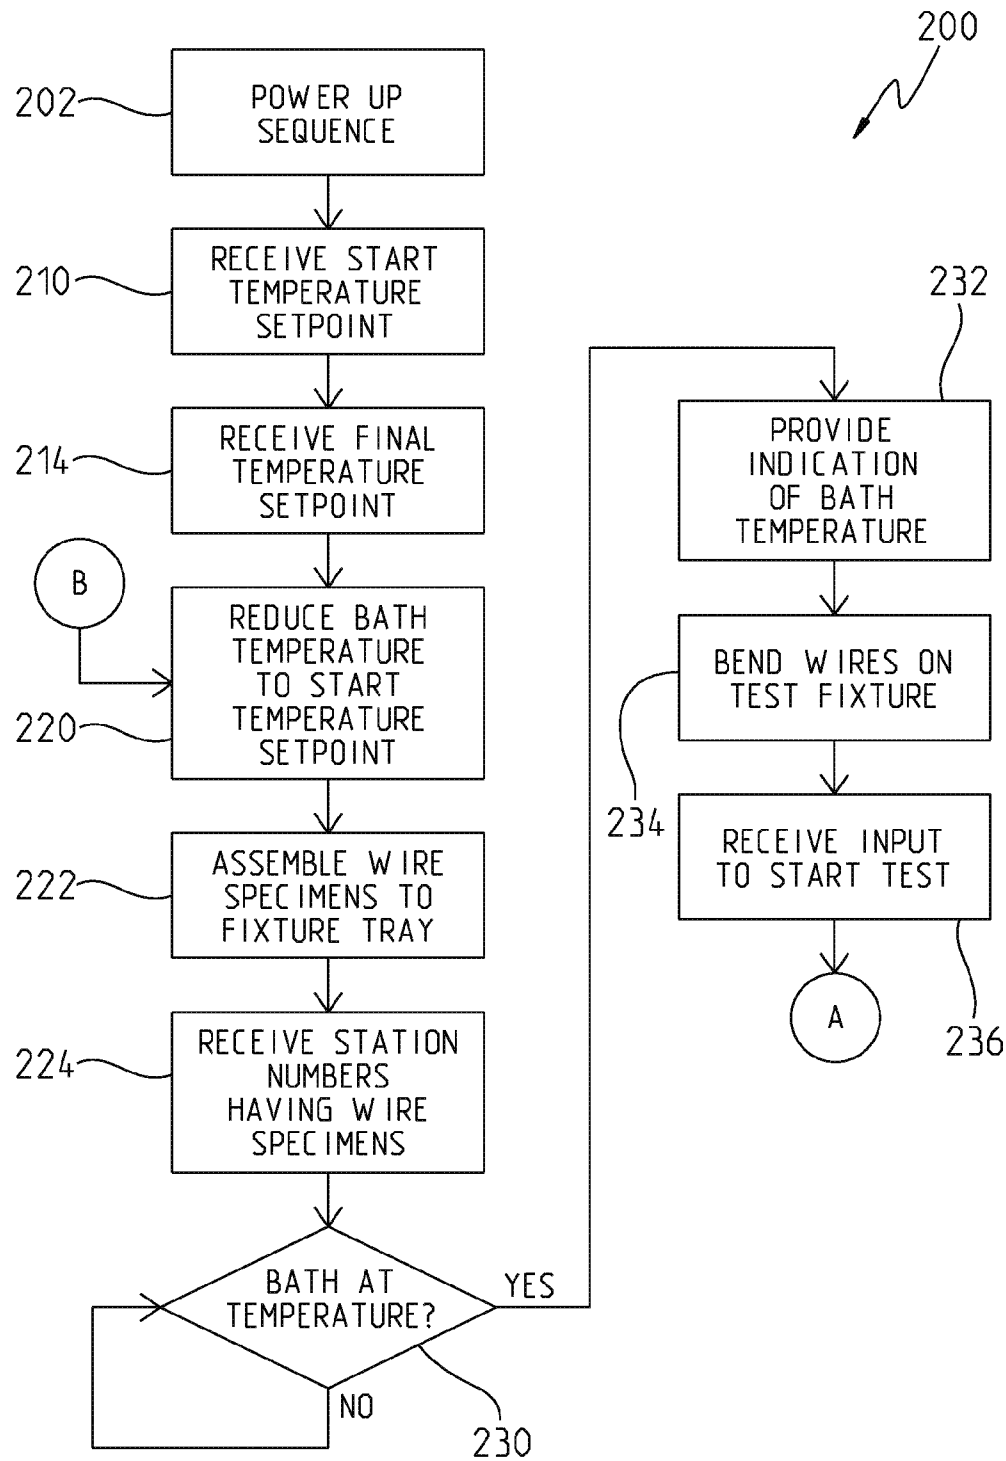 200
202
POWER UP
SEQUENCE
210
RECEIVE START
TEMPERATURE
SETPOINT
214
RECEIVE FINAL
TEMPERATURE
SETPOINT
B
220
REDUCE BATH
TEMPERATURE
TO START
TEMPERATURE
SETPOINT
222
ASSEMBLE WIRE
SPECIMENS TO
FIXTURE TRAY
224
RECEIVE STATION
NUMBERS
HAVING WIRE
SPECIMENS
BATH AT
TEMPERATURE?
YES
NO
230
232
PROVIDE
INDICATION
OF BATH
TEMPERATURE
BEND WIRES ON
TEST FIXTURE
234
RECEIVE INPUT
TO START TEST
A
236